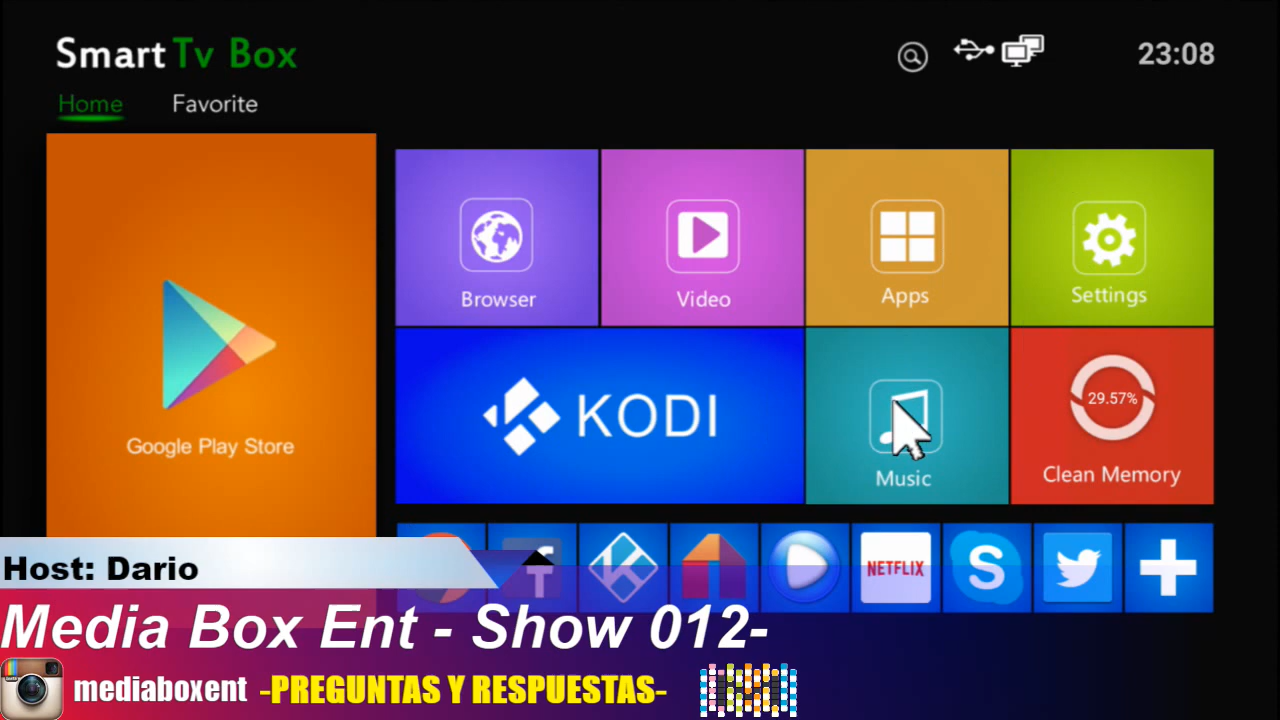 Smart Tv Box
23:08
Home
Favorite
Google Play Store
Browser
Video
Apps
Settings
KODI
Music
29.57%
Clean Memory
NETFLIX
Host: Dario
Media Box Ent - Show 012-
mediaboxent -PREGUNTAS Y RESPUESTAS-